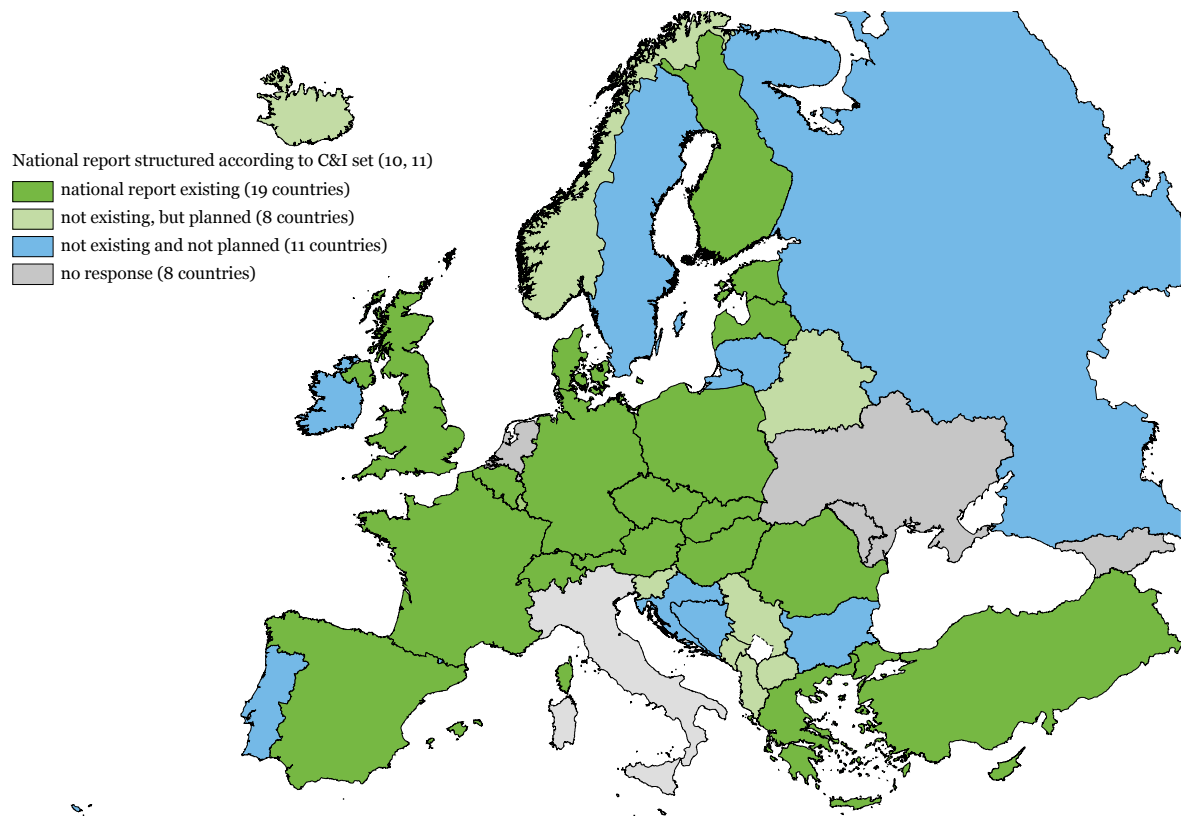 National report structured according to C&I set (10, 11)
national report existing (19 countries)
not existing, but planned (8 countries)
not existing and not planned (11 countries)
no response (8 countries)